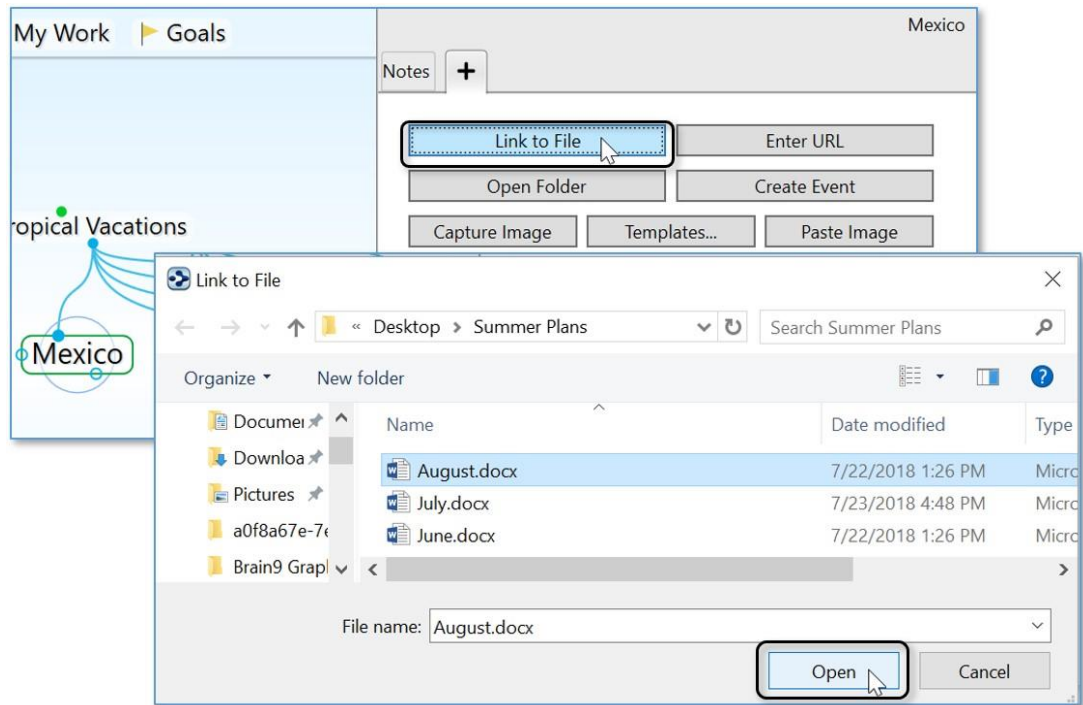 My Work Goals
Mexico
Notes +
Link to File Enter URL
Open Folder Create Event
Capture Image Templates... Paste Image
ropical Vacations
Mexico
Link to File
« Desktop > Summer Plans Search Summer Plans
Organize New folder ?
Name Date modified Type
Documei
Downloa
Pictures
a0f8a67e-7e
Brain9 Grapl
August.docx 7/22/2018 1:26 PM Micro
July.docx 7/23/2018 4:48 PM Micro
June.docx 7/22/2018 1:26 PM Micro
File name: August.docx
Open Cancel